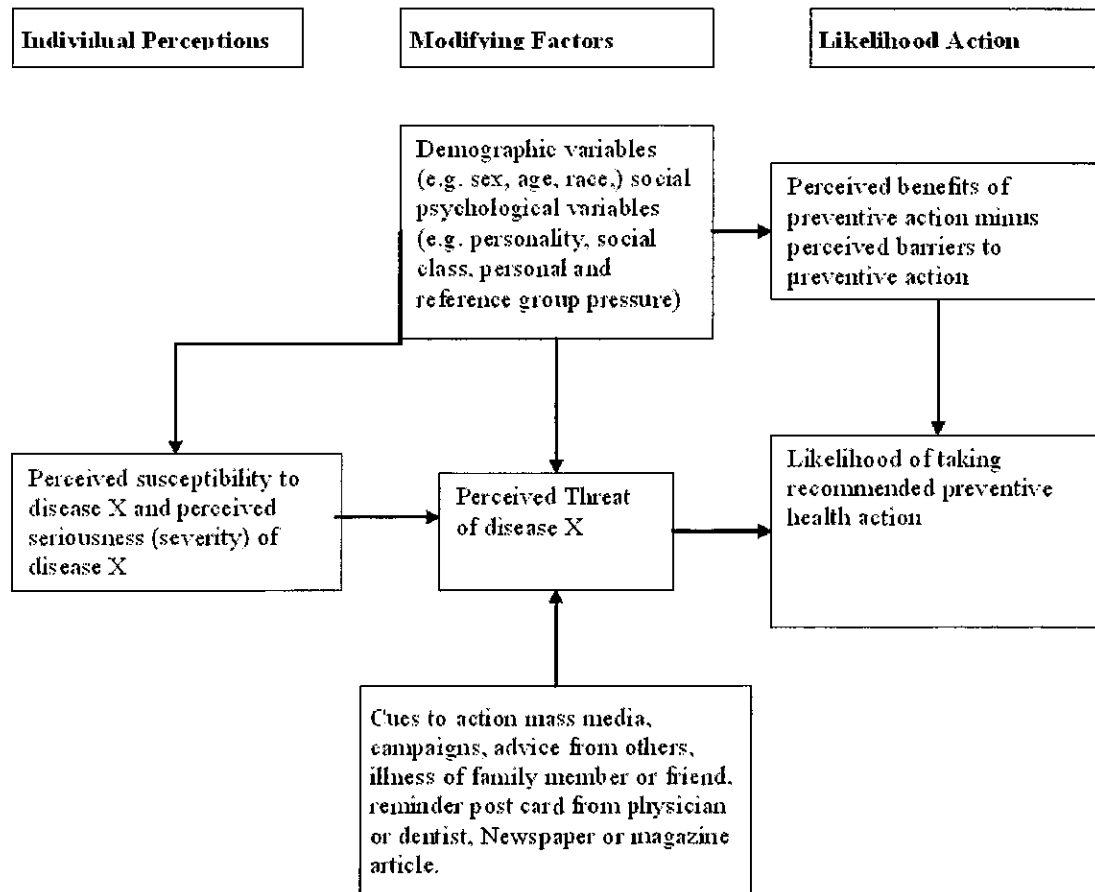 Individual Perceptions
Modifying Factors
Likelihood Action
Demographic variables
(e.g. sex, age, race,) social
psychological variables
(e.g. personality, social
class, personal and
reference group pressure)
Perceived benefits of
preventive action minus
perceived barriers to
preventive action
Perceived susceptibility to
disease X and perceived
seriousness (severity) of
disease X
Perceived Threat
of disease X
Likelihood of taking
recommended preventive
health action
Cues to action mass media,
campaigns, advice from others,
illness of family member or friend,
reminder post card from physician
or dentist, Newspaper or magazine
article.